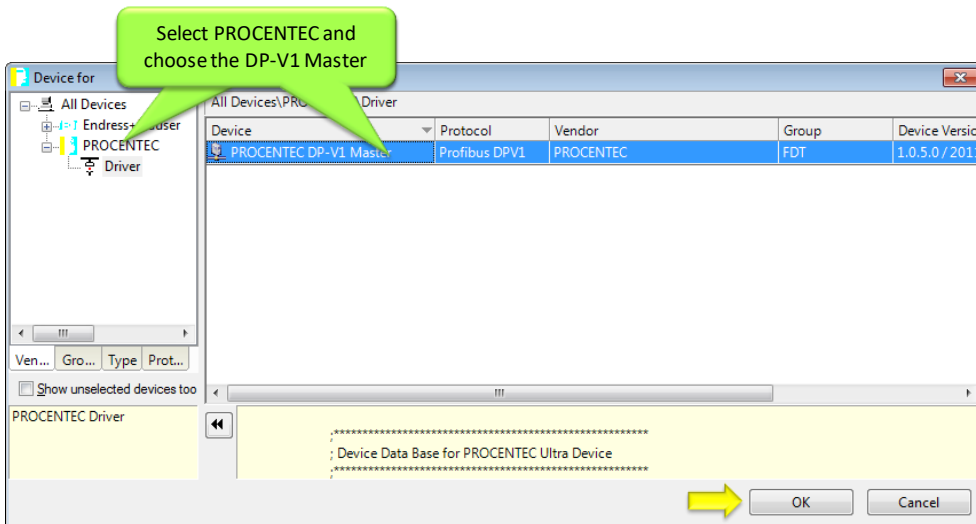 Select PROCENTEC and
choose the DP-V1 Master
Device for
All Devices
All Devices\PRO Driver
Endress+ user
PROCENTEC
Driver
Device Protocol Vendor Group Device Versio
PROCENTEC DP-V1 Master Profibus DPV1 PROCENTEC FDT 1.0.5.0 / 201
Ven... Gro... Type Prot...
Show unselected devices too
PROCENTEC Driver
;******************************************************
; Device Data Base for PROCENTEC Ultra Device
;******************************************************
OK Cancel